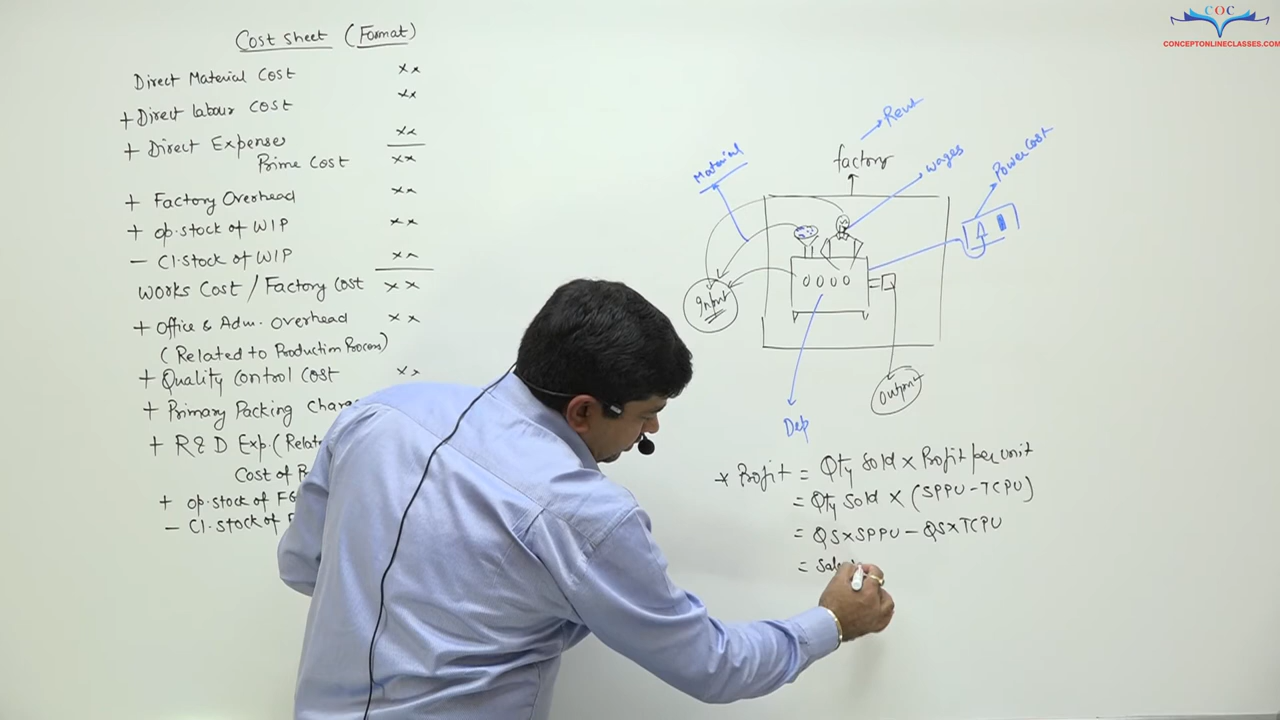 COC
CONCEPTONLINECLASSES.COM
Cost sheet (Format)
Direct Material Cost xx
+ Direct labour cost xx
+ Direct Expenses xx
Prime Cost xx
+ Factory Overhead xx
+ op.stock of WIP xx
- Cl.stock of WIP xx
Works Cost / Factory Cost xx
+ Office & Adm. Overhead xx
(Related to Production Process)
+ Quality Control Cost xx
+ Primary Packing
+ R & D Exp.
Cost of
+ op.stock of
- Cl.stock of
Rent
factory
Material
wages
Power cost
Input
Output
Dep
* Profit = Qty Sold x Profit per unit
= Qty Sold x (SPPU - TCPU)
= QS x SPPU - QS x TCPU
=